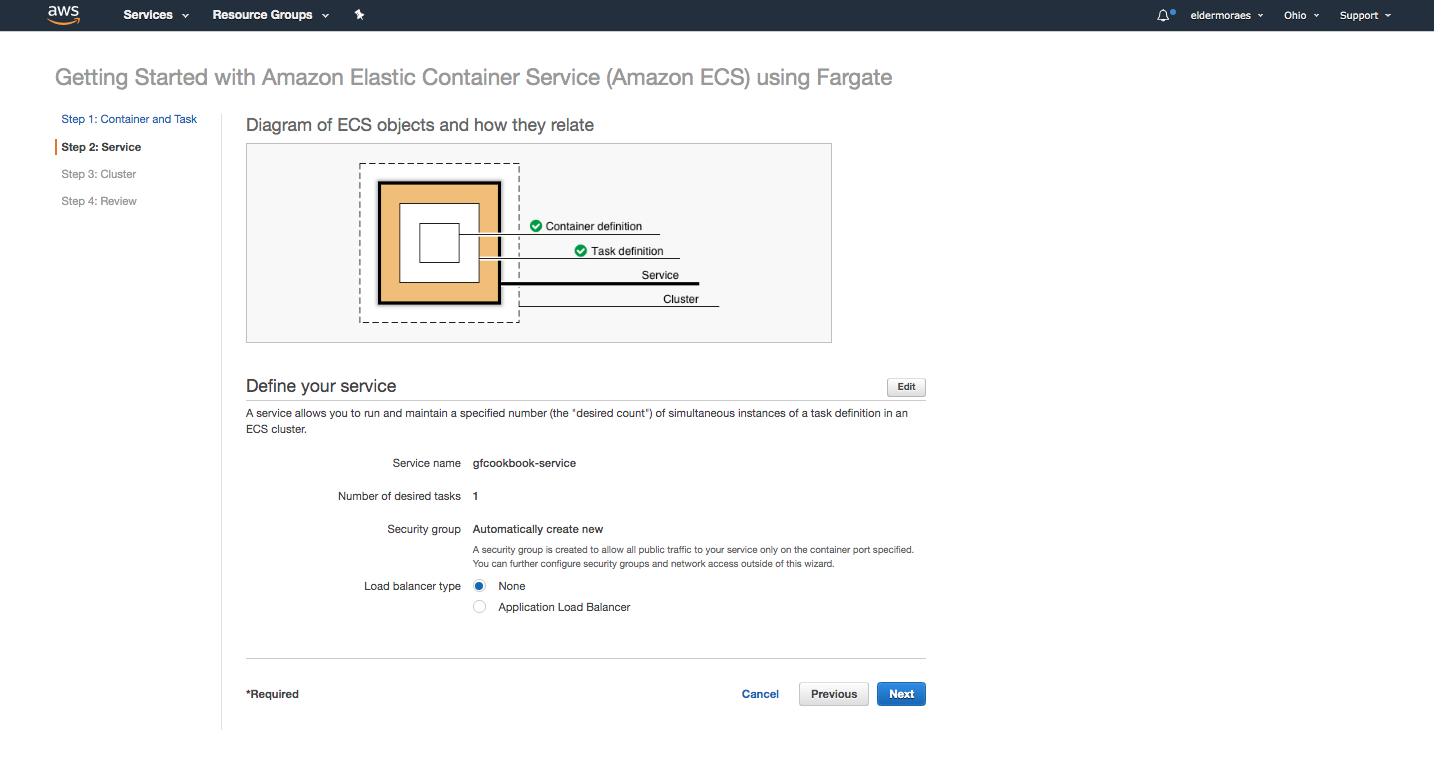 aws Services Resource Groups eldermoraes Ohio Support
Getting Started with Amazon Elastic Container Service (Amazon ECS) using Fargate
Step 1: Container and Task
Step 2: Service
Step 3: Cluster
Step 4: Review
Diagram of ECS objects and how they relate
Container definition
Task definition
Service
Cluster
Define your service
Edit
A service allows you to run and maintain a specified number (the "desired count") of simultaneous instances of a task definition in an
ECS cluster.
Service name gfcookbook-service
Number of desired tasks 1
Security group Automatically create new
A security group is created to allow all public traffic to your service only on the container port specified.
You can further configure security groups and network access outside of this wizard.
Load balancer type None
Application Load Balancer
*Required Cancel Previous Next